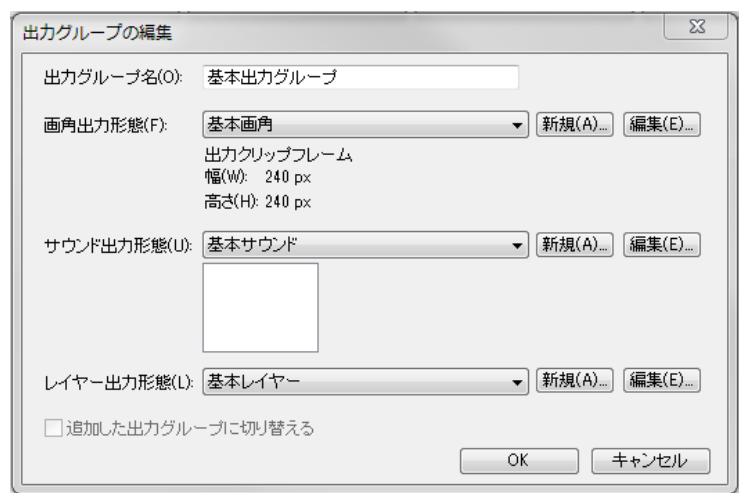 出力グループの編集
出力グループ名(O): 基本出力グループ
画角出力形態(F): 基本画角 新規(A)... 編集(E)...
出力クリップフレーム
幅(W): 240 px
高さ(H): 240 px
サウンド出力形態(U): 基本サウンド 新規(A)... 編集(E)...
レイヤー出力形態(L): 基本レイヤー 新規(A)... 編集(E)...
追加した出力グループに切り替える
OK キャンセル